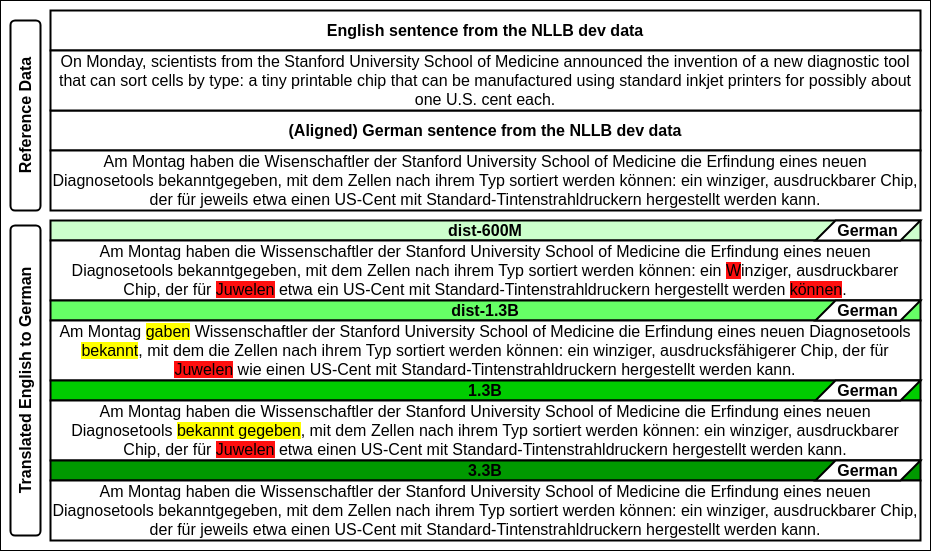 Reference Data
English sentence from the NLLB dev data
On Monday, scientists from the Stanford University School of Medicine announced the invention of a new diagnostic tool
that can sort cells by type: a tiny printable chip that can be manufactured using standard inkjet printers for possibly about
one U.S. cent each.
(Aligned) German sentence from the NLLB dev data
Am Montag haben die Wisenschaftler der Stanford University School of Medicine die Erfindung eines neuen
Diagnosetools bekanntgegeben, mit dem Zellen nach ihrem Typ sortiert werden können: ein winziger, ausdruckbarer Chip,
der für jeweils etwa einen US-Cent mit Standard-Tintenstrahldruckern hergestellt werden kann.
Translated English to German
dist-600M German
Am Montag haben die Wissenschaftler der Stanford University School of Medicine die Erfindung eines neuen
Diagnosetools bekanntgegeben, mit dem Zellen nach ihrem Typ sortiert werden können: ein Winziger, ausdruckbarer
Chip, der für Juwelen etwa ein US-Cent mit Standard-Tintenstrahldruckern hergestellt werden können.
dist-1.3B German
Am Montag gaben Wissenschaftler der Stanford University School of Medicine die Erfindung eines neuen Diagnosetools
bekannt, mit dem die Zellen nach ihrem Typ sortiert werden können: ein winziger, ausdrucksfähigerer Chip, der für
Juwelen wie einen US-Cent mit Standard-Tintenstrahldruckern hergestellt werden kann.
1.3B German
Am Montag haben die Wissenschaftler der Stanford University School of Medicine die Erfindung eines neuen
Diagnosetools bekannt gegeben, mit dem Zellen nach ihrem Typ sortiert werden können: ein winziger, ausdruckbarer
Chip, der für Juwelen etwa einen US-Cent mit Standard-Tintenstrahldruckern hergestellt werden kann.
3.3B German
Am Montag haben die Wissenschaftler der Stanford University School of Medicine die Erfindung eines neuen
Diagnosetools bekanntgegeben, mit dem Zellen nach ihrem Typ sortiert werden können: ein winziger, ausdruckbarer Chip,
der für jeweils etwa einen US-Cent mit Standard-Tintenstrahldruckern hergestellt werden kann.